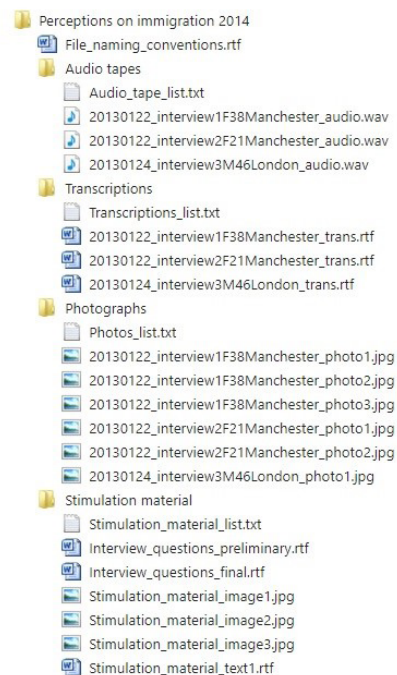 Perceptions on immigration 2014
File_naming_conventions.rtf
Audio tapes
Audio_tape_list.txt
20130122_interview1F38Manchester_audio.wav
20130122_interview2F21Manchester_audio.wav
20130124_interview3M46London_audio.wav
Transcriptions
Transcriptions_list.txt
20130122_interview1F38Manchester_trans.rtf
20130122_interview2F21Manchester_trans.rtf
20130124_interview3M46London_trans.rtf
Photographs
Photos_list.txt
20130122_interview1F38Manchester_photo1.jpg
20130122_interview1F38Manchester_photo2.jpg
20130122_interview1F38Manchester_photo3.jpg
20130122_interview2F21Manchester_photo1.jpg
20130122_interview2F21Manchester_photo2.jpg
20130124_interview3M46London_photo1.jpg
Stimulation material
Stimulation_material_list.txt
Interview_questions_preliminary.rtf
Interview_questions_final.rtf
Stimulation_material_image1.jpg
Stimulation_material_image2.jpg
Stimulation_material_image3.jpg
Stimulation_material_text1.rtf